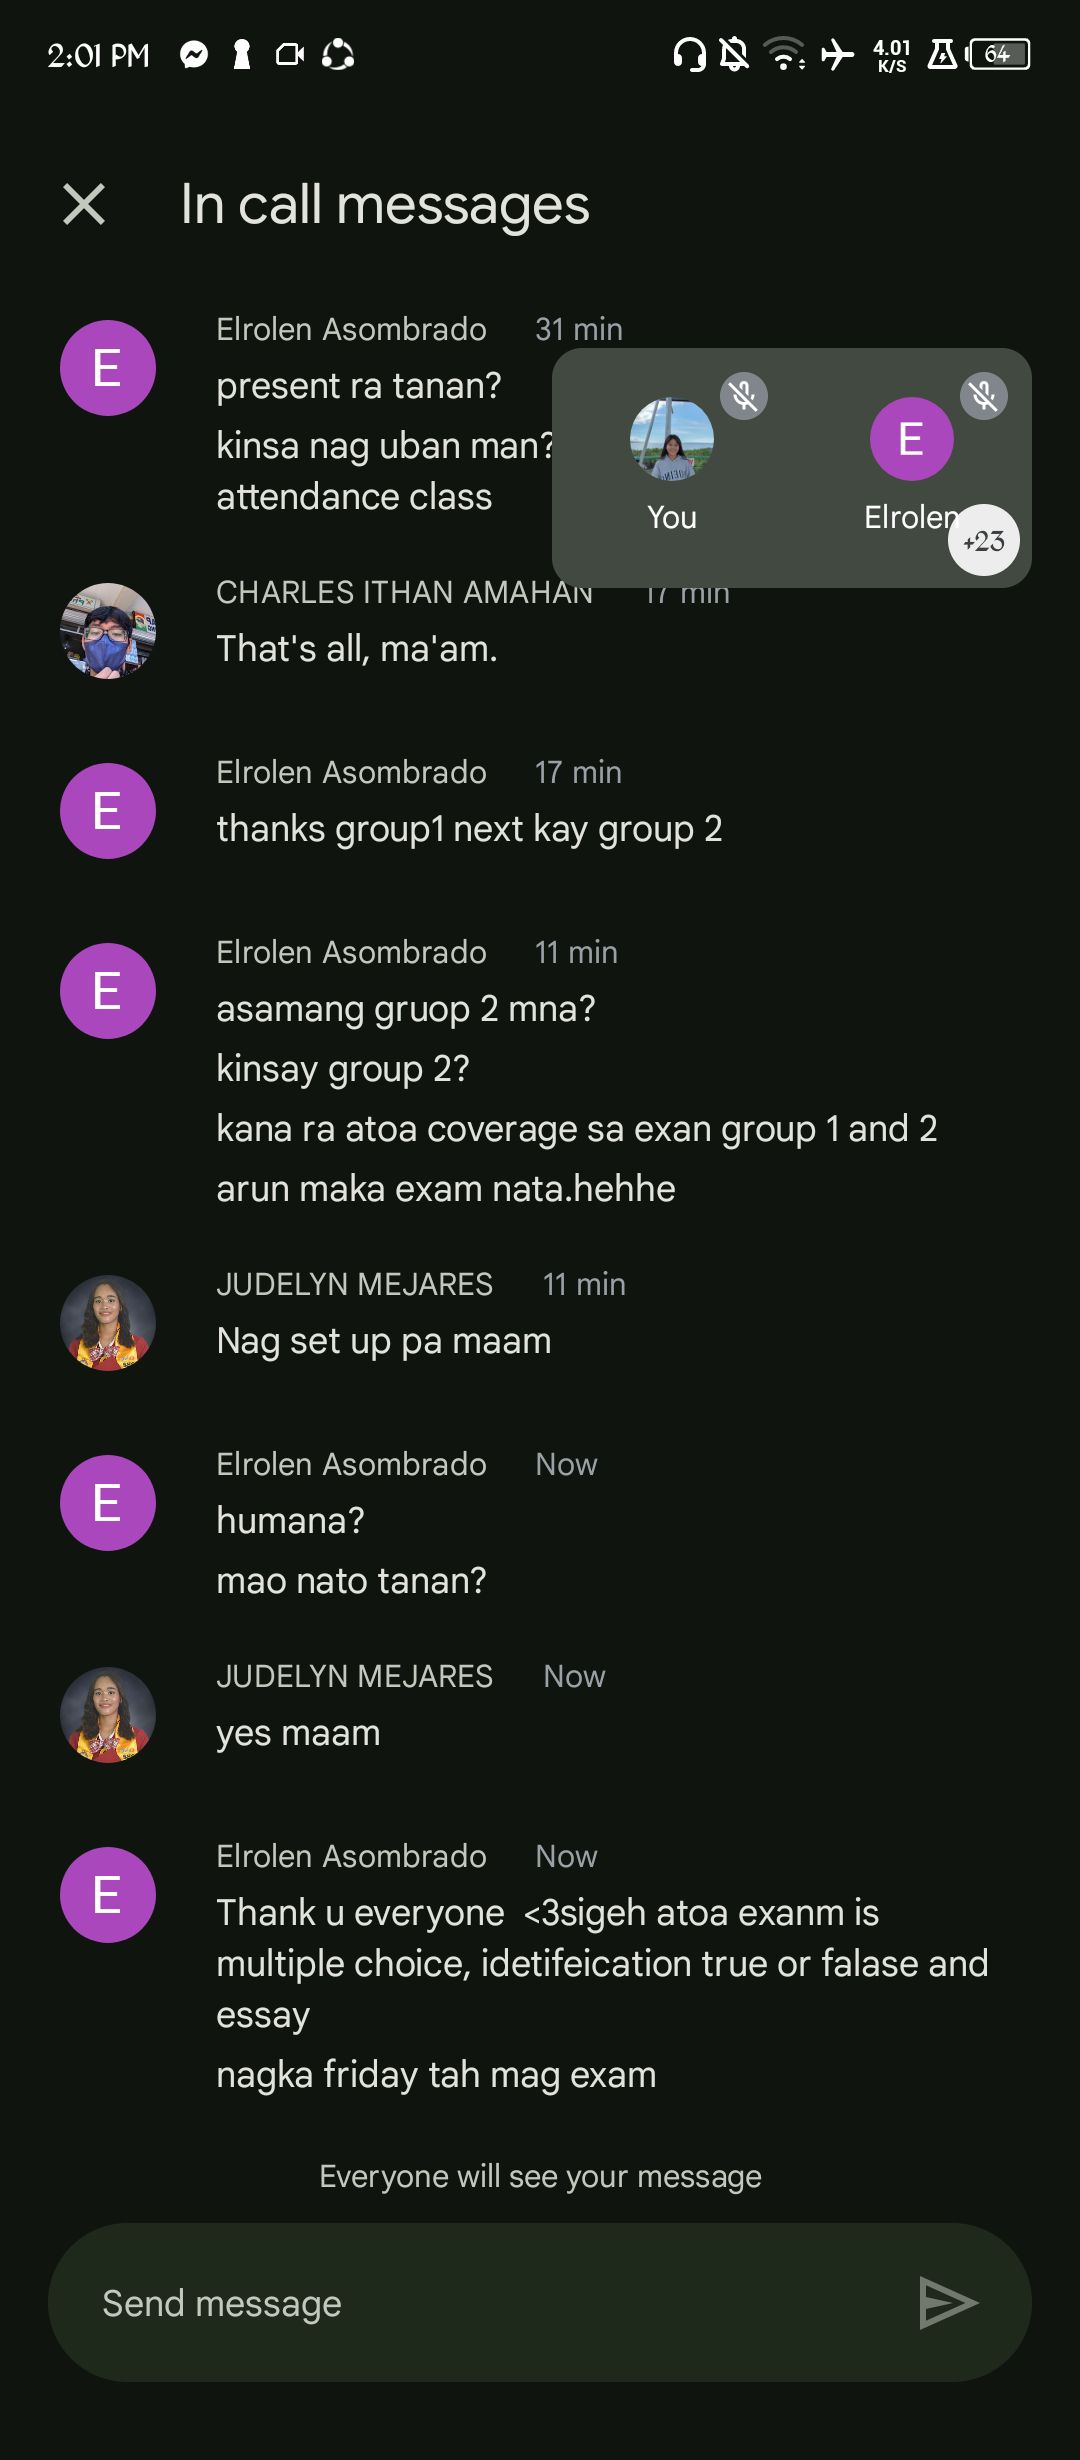 2:01 PM
4.01
K/S
64
In call messages
Elrolen Asombrado 31 min
present ra tanan?
kinsa nag uban man?
attendance class
You
Elrolen
+23
CHARLES ITHAN AMAHAN 17 min
That's all, ma'am.
E
Elrolen Asombrado 17 min
thanks group1 next kay group 2
E
Elrolen Asombrado 11 min
asamang gruop 2 mna?
kinsay group 2?
kana ra atoa coverage sa exan group 1 and 2
arun maka exam nata.hehhe
JUDELYN MEJARES 11 min
Nag set up pa maam
E
Elrolen Asombrado Now
humana?
mao nato tanan?
JUDELYN MEJARES Now
yes maam
E
Elrolen Asombrado Now
Thank u everyone  <3sigeh atoa exanm is
multiple choice, idetifeication true or falase and
essay
nagka friday tah mag exam
Everyone will see your message
Send message